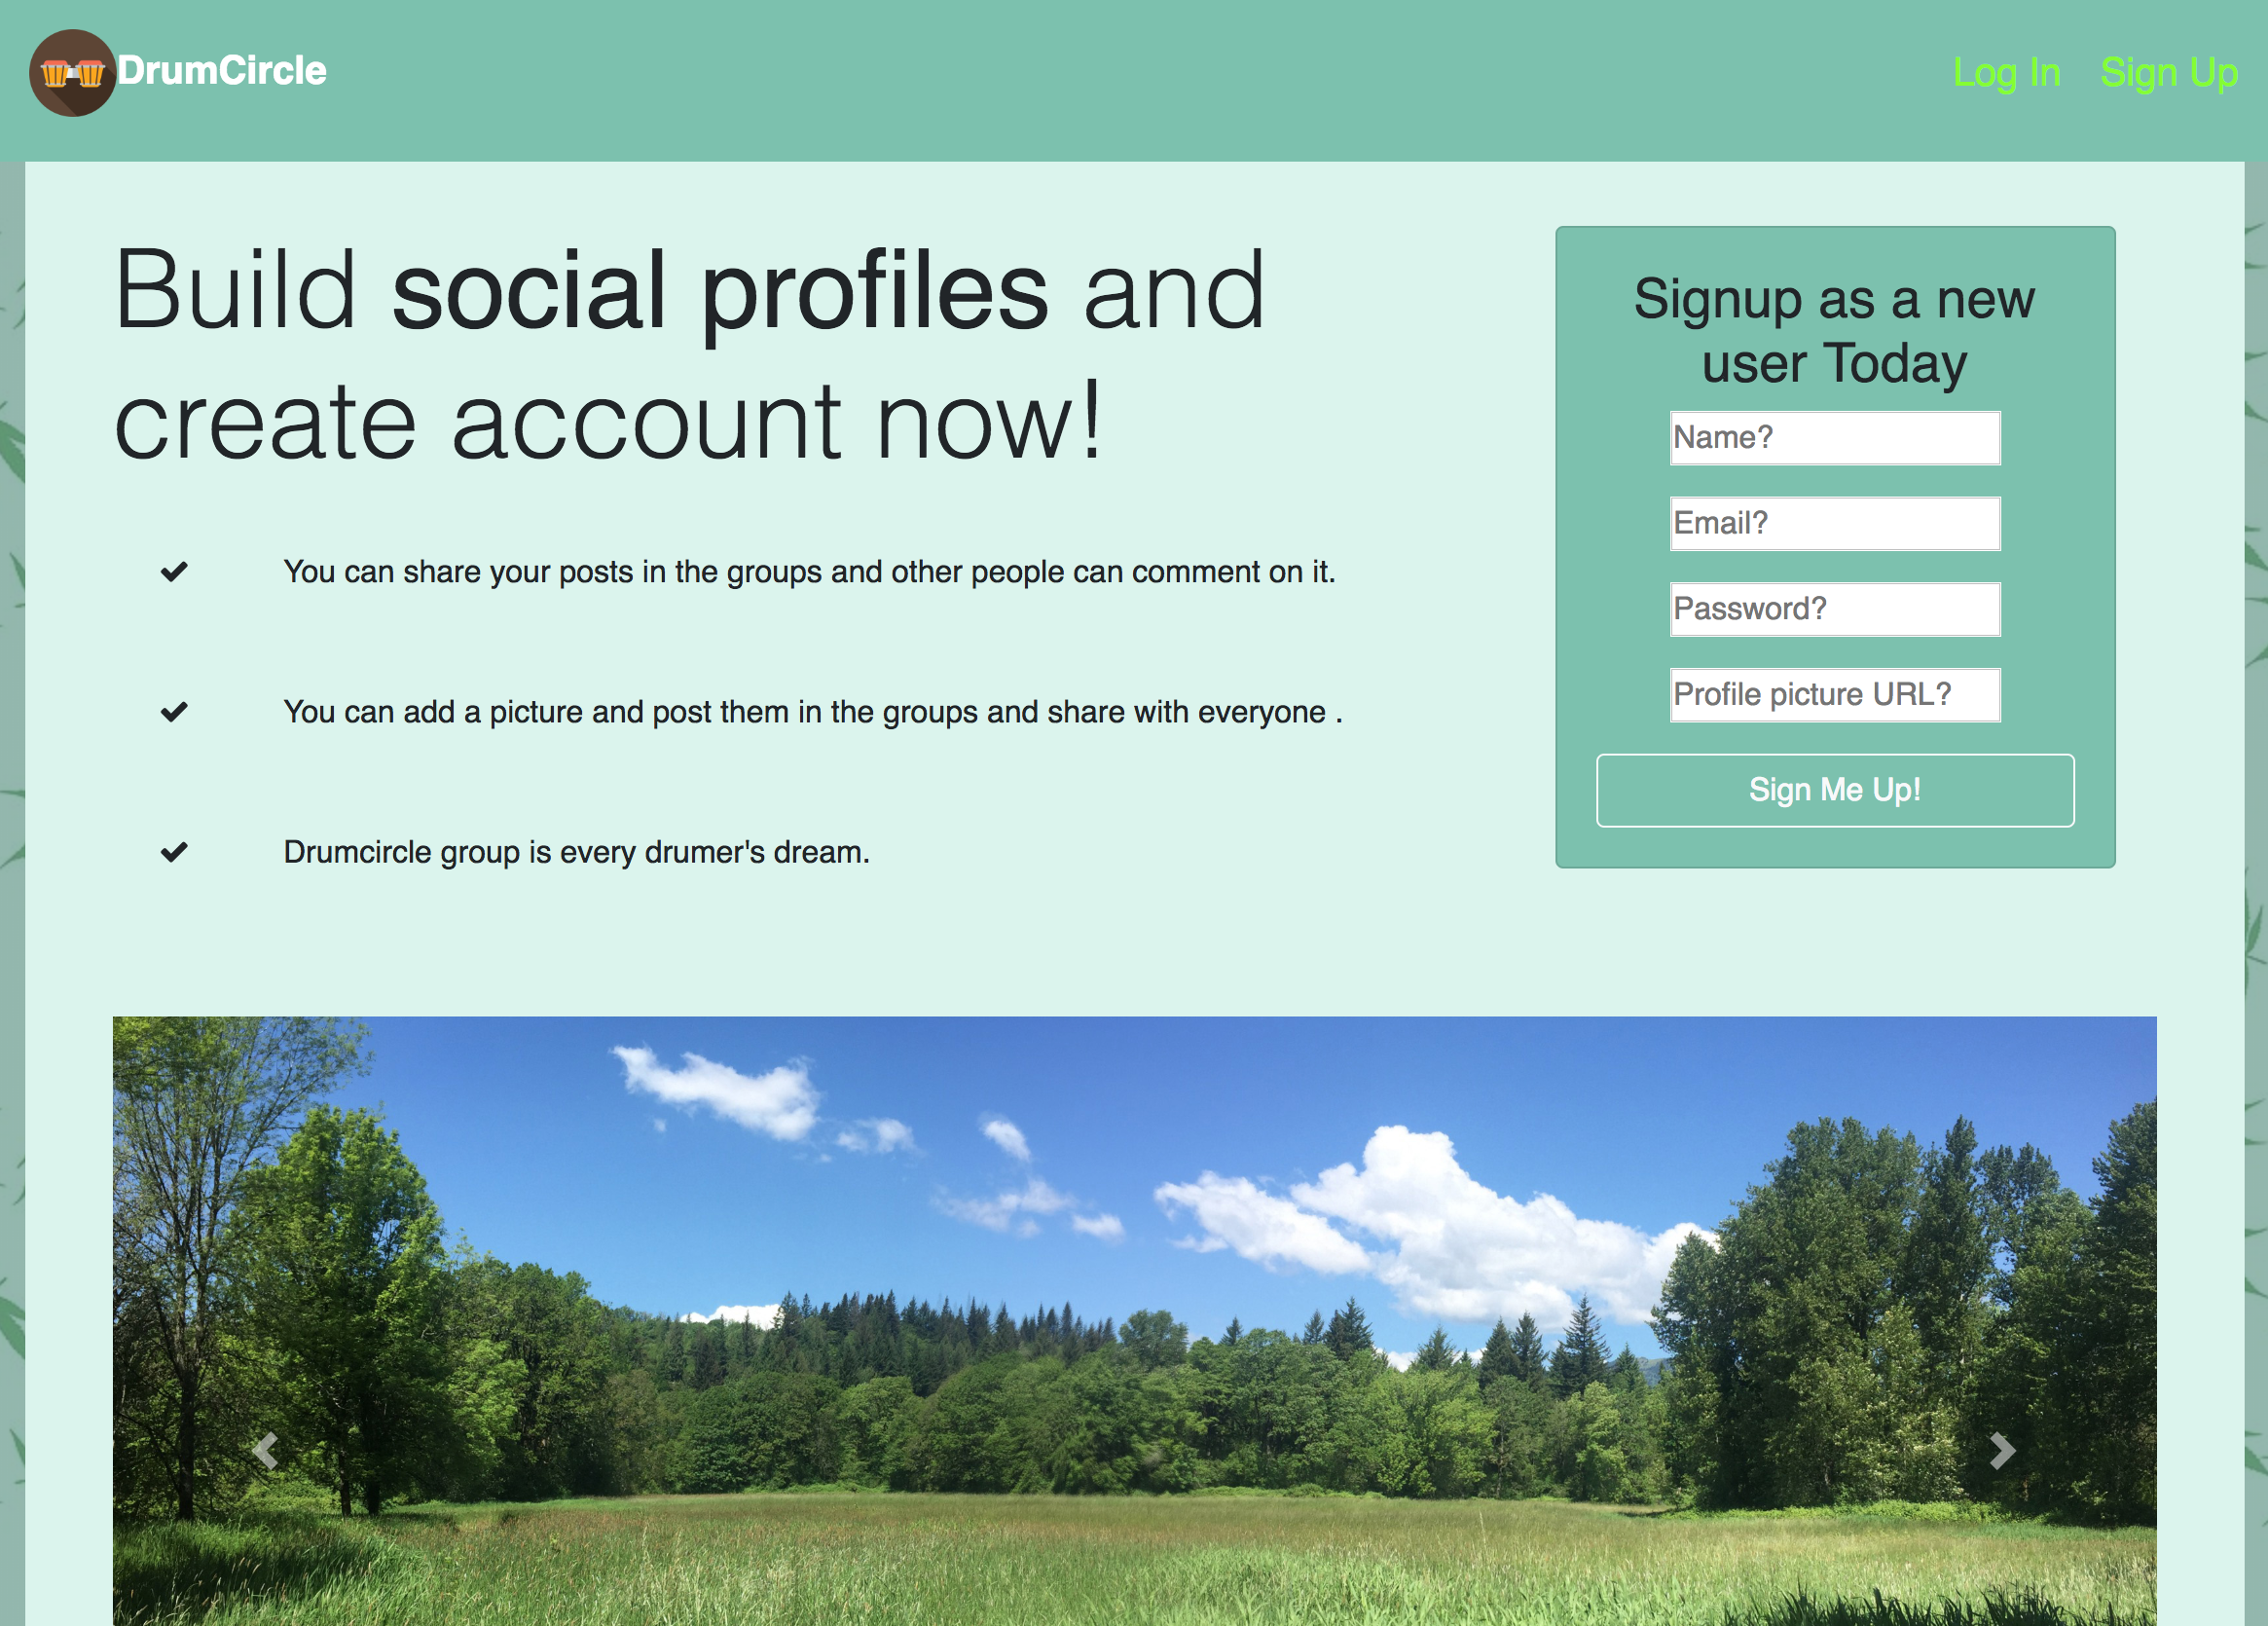 DrumCircle
Log In
Sign Up
Build social profiles and
create account now!
You can share your posts in the groups and other people can comment on it.
You can add a picture and post them in the groups and share with everyone .
Drumcircle group is every drumer's dream.
Signup as a new
user Today
Name?
Email?
Password?
Profile picture URL?
Sign Me Up!